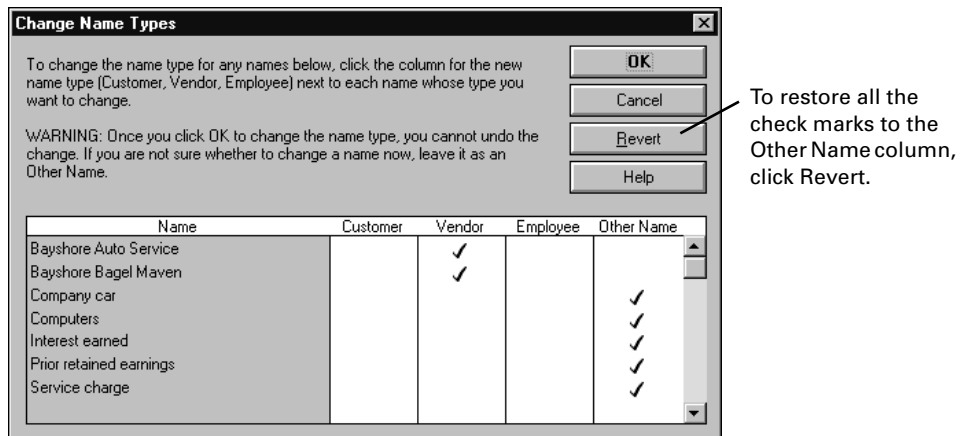 Change Name Types
To change the name type for any names below, click the column for the new
name type (Customer, Vendor, Employee) next to each name whose type you
want to change.
WARNING: Once you click OK to change the name type, you cannot undo the
change. If you are not sure whether to change a name now, leave it as an
Other Name.
OK
Cancel
Revert
Help
To restore all the
check marks to the
Other Name column,
click Revert.
Name Customer Vendor Employee Other Name
Bayshore Auto Service ✓
Bayshore Bagel Maven ✓
Company car ✓
Computers ✓
Interest earned ✓
Prior retained earnings ✓
Service charge ✓